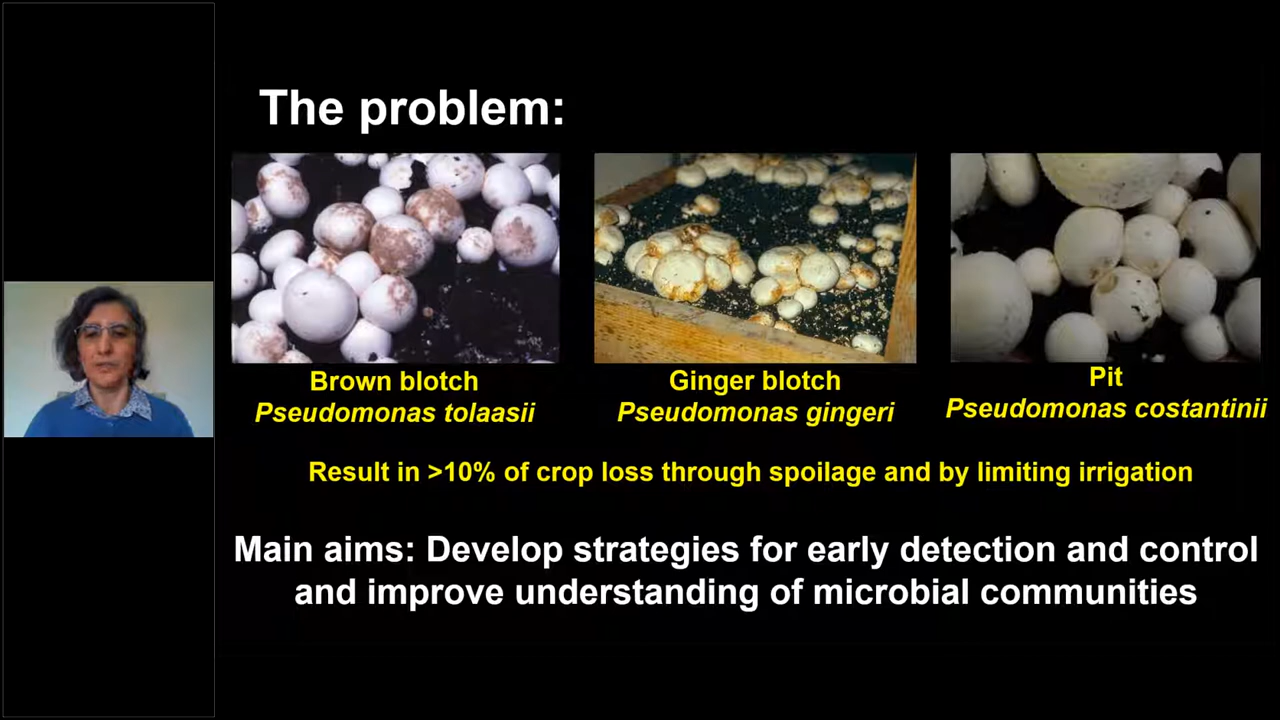 The problem:
Brown blotch
Pseudomonas tolaasii
Ginger blotch
Pseudomonas gingeri
Pit
Pseudomonas costantinii
Result in >10% of crop loss through spoilage and by limiting irrigation
Main aims: Develop strategies for early detection and control
and improve understanding of microbial communities